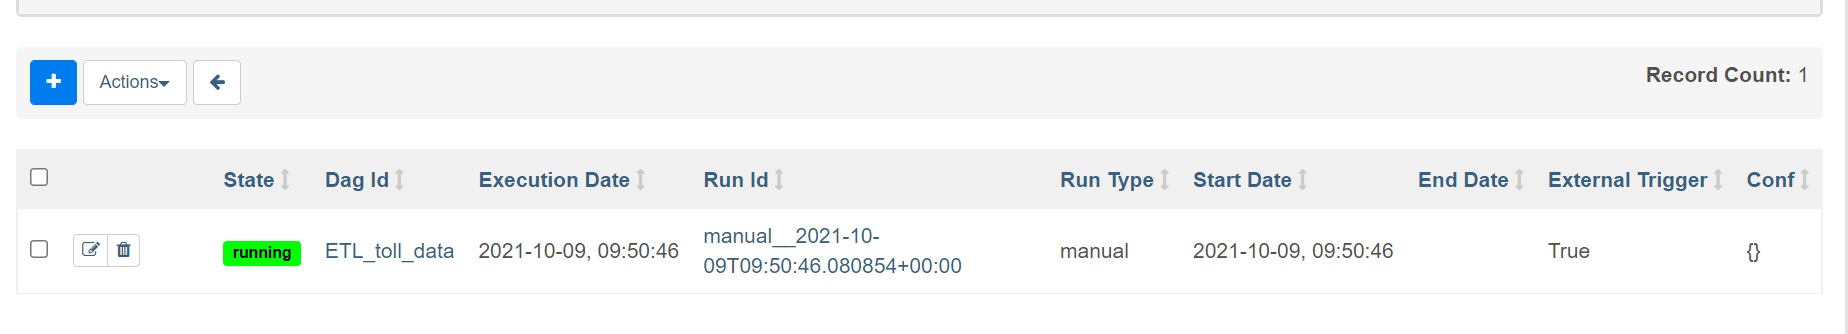 + Actions
Record Count: 1
State Dag Id Execution Date Run Id Run Type Start Date End Date External Trigger Conf
running ETL_toll_data 2021-10-09, 09:50:46 manual__2021-10-
09T09:50:46.080854+00:00 manual 2021-10-09, 09:50:46 True {}